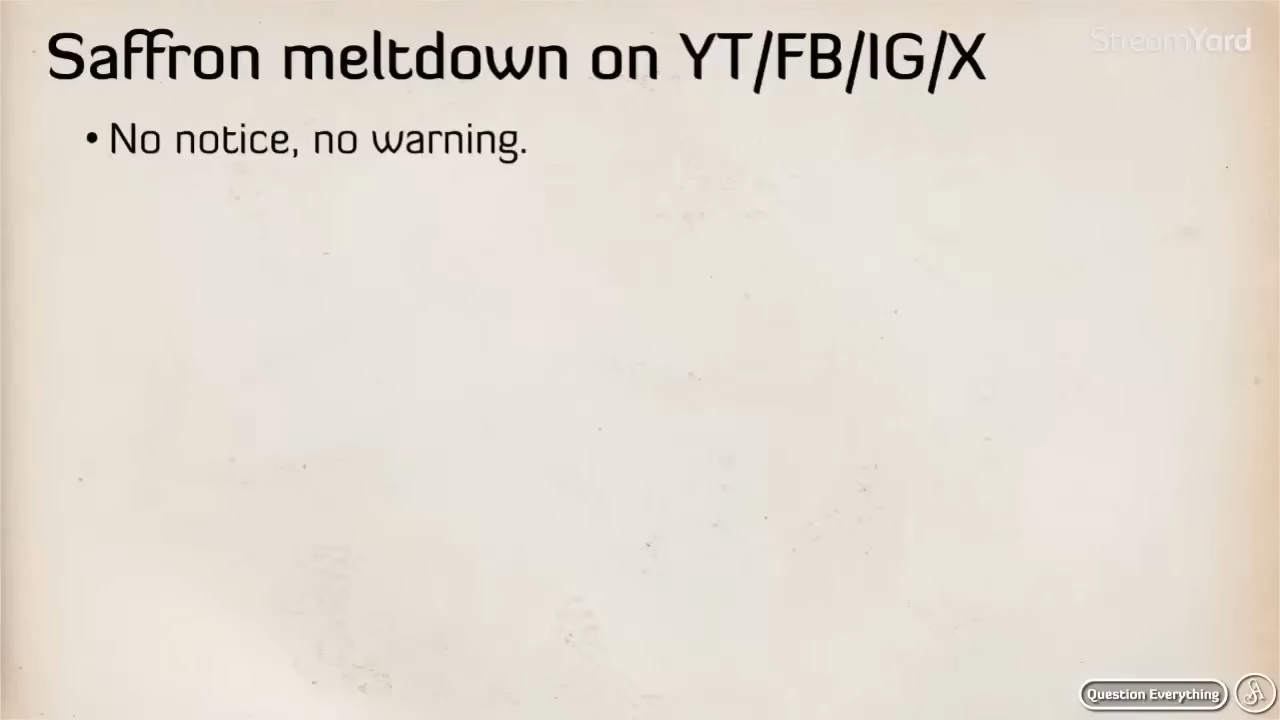 Saffron meltdown on YT/FB/IG/X
StreamYard
• No notice, no warning.
Question Everything